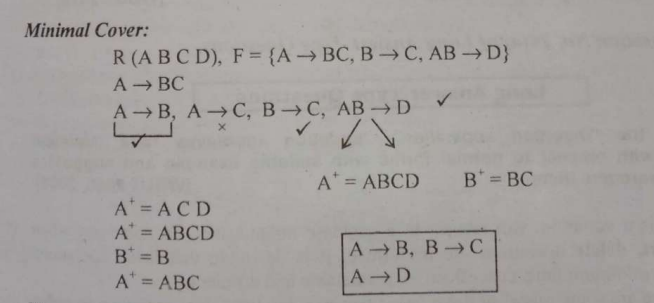 Minimal Cover:
R (A B C D), F = {A → BC, B → C, AB → D}
A → BC
A → B, A → C, B → C, AB → D ✓
✓ × ✓
A⁺ = ABCD B⁺ = BC
A⁺ = A C D
A⁺ = ABCD
B⁺ = B
A⁺ = ABC
A → B, B → C
A → D